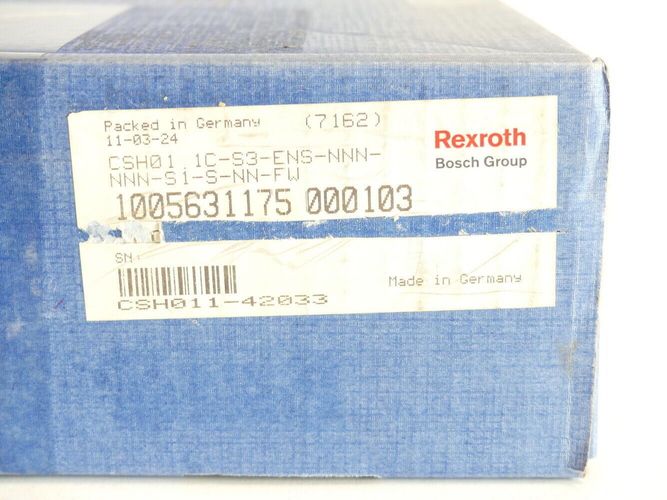 Packed in Germany (7162)
11-03-24
CSH01.1C-S3-ENS-NNN-
NNN-S1-S-NN-FW
1005631175 000103
Rexroth
Bosch Group
SN:
CSH011-42033
Made in Germany